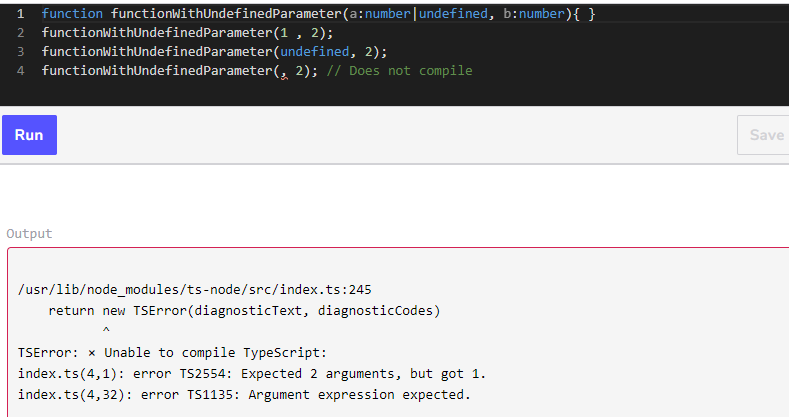 1 function functionWithUndefinedParameter(a:number|undefined, b:number){ }
2 functionWithUndefinedParameter(1 , 2);
3 functionWithUndefinedParameter(undefined, 2);
4 functionWithUndefinedParameter(, 2); // Does not compile
Run
Save
Output
/usr/lib/node_modules/ts-node/src/index.ts:245
    return new TSError(diagnosticText, diagnosticCodes)
           ^
TSError: ⨯ Unable to compile TypeScript:
index.ts(4,1): error TS2554: Expected 2 arguments, but got 1.
index.ts(4,32): error TS1135: Argument expression expected.